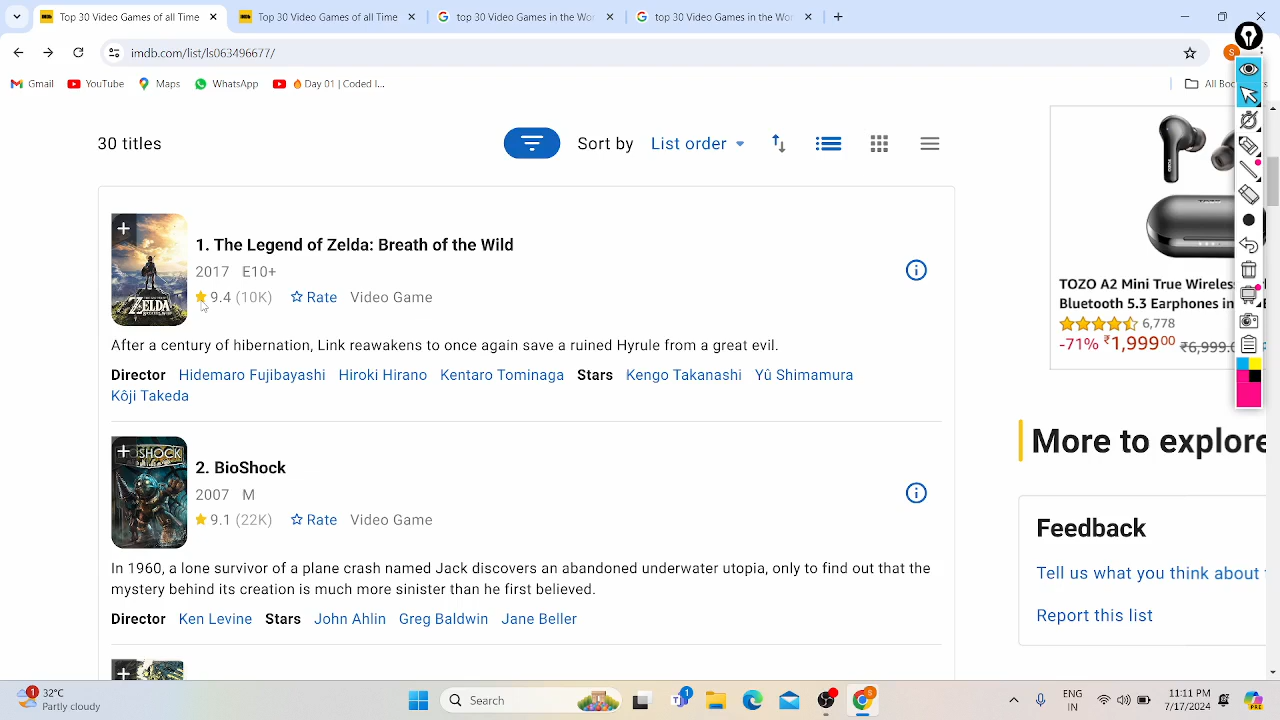 Top 30 Video Games of all Time
Top 30 Video Games of all Time
top 30 Video Games in the Wor
top 30 Video Games in the Wor
imdb.com/list/ls063496677/
S
Gmail
YouTube
Maps
WhatsApp
Day 01 | Coded I...
30 titles
Sort by
List order
1. The Legend of Zelda: Breath of the Wild
2017 E10+
9.4 (10K) Rate Video Game
ZELDA
After a century of hibernation, Link reawakens to once again save a ruined Hyrule from a great evil.
Director Hidemaro Fujibayashi Hiroki Hirano Kentaro Tominaga Stars Kengo Takanashi Yû Shimamura
Kôji Takeda
2. BioShock
2007 M
9.1 (22K) Rate Video Game
In 1960, a lone survivor of a plane crash named Jack discovers an abandoned underwater utopia, only to find out that the
mystery behind its creation is much more sinister than he first believed.
Director Ken Levine Stars John Ahlin Greg Baldwin Jane Beller
TOZO A2 Mini True Wireless
Bluetooth 5.3 Earphones in
6,778
-71% ₹1,999⁰⁰ ₹6,999.
More to explore
Feedback
Tell us what you think about
Report this list
1
32°C
Partly cloudy
Search
1
S
ENG
IN
11:11 PM
7/17/2024
PRE